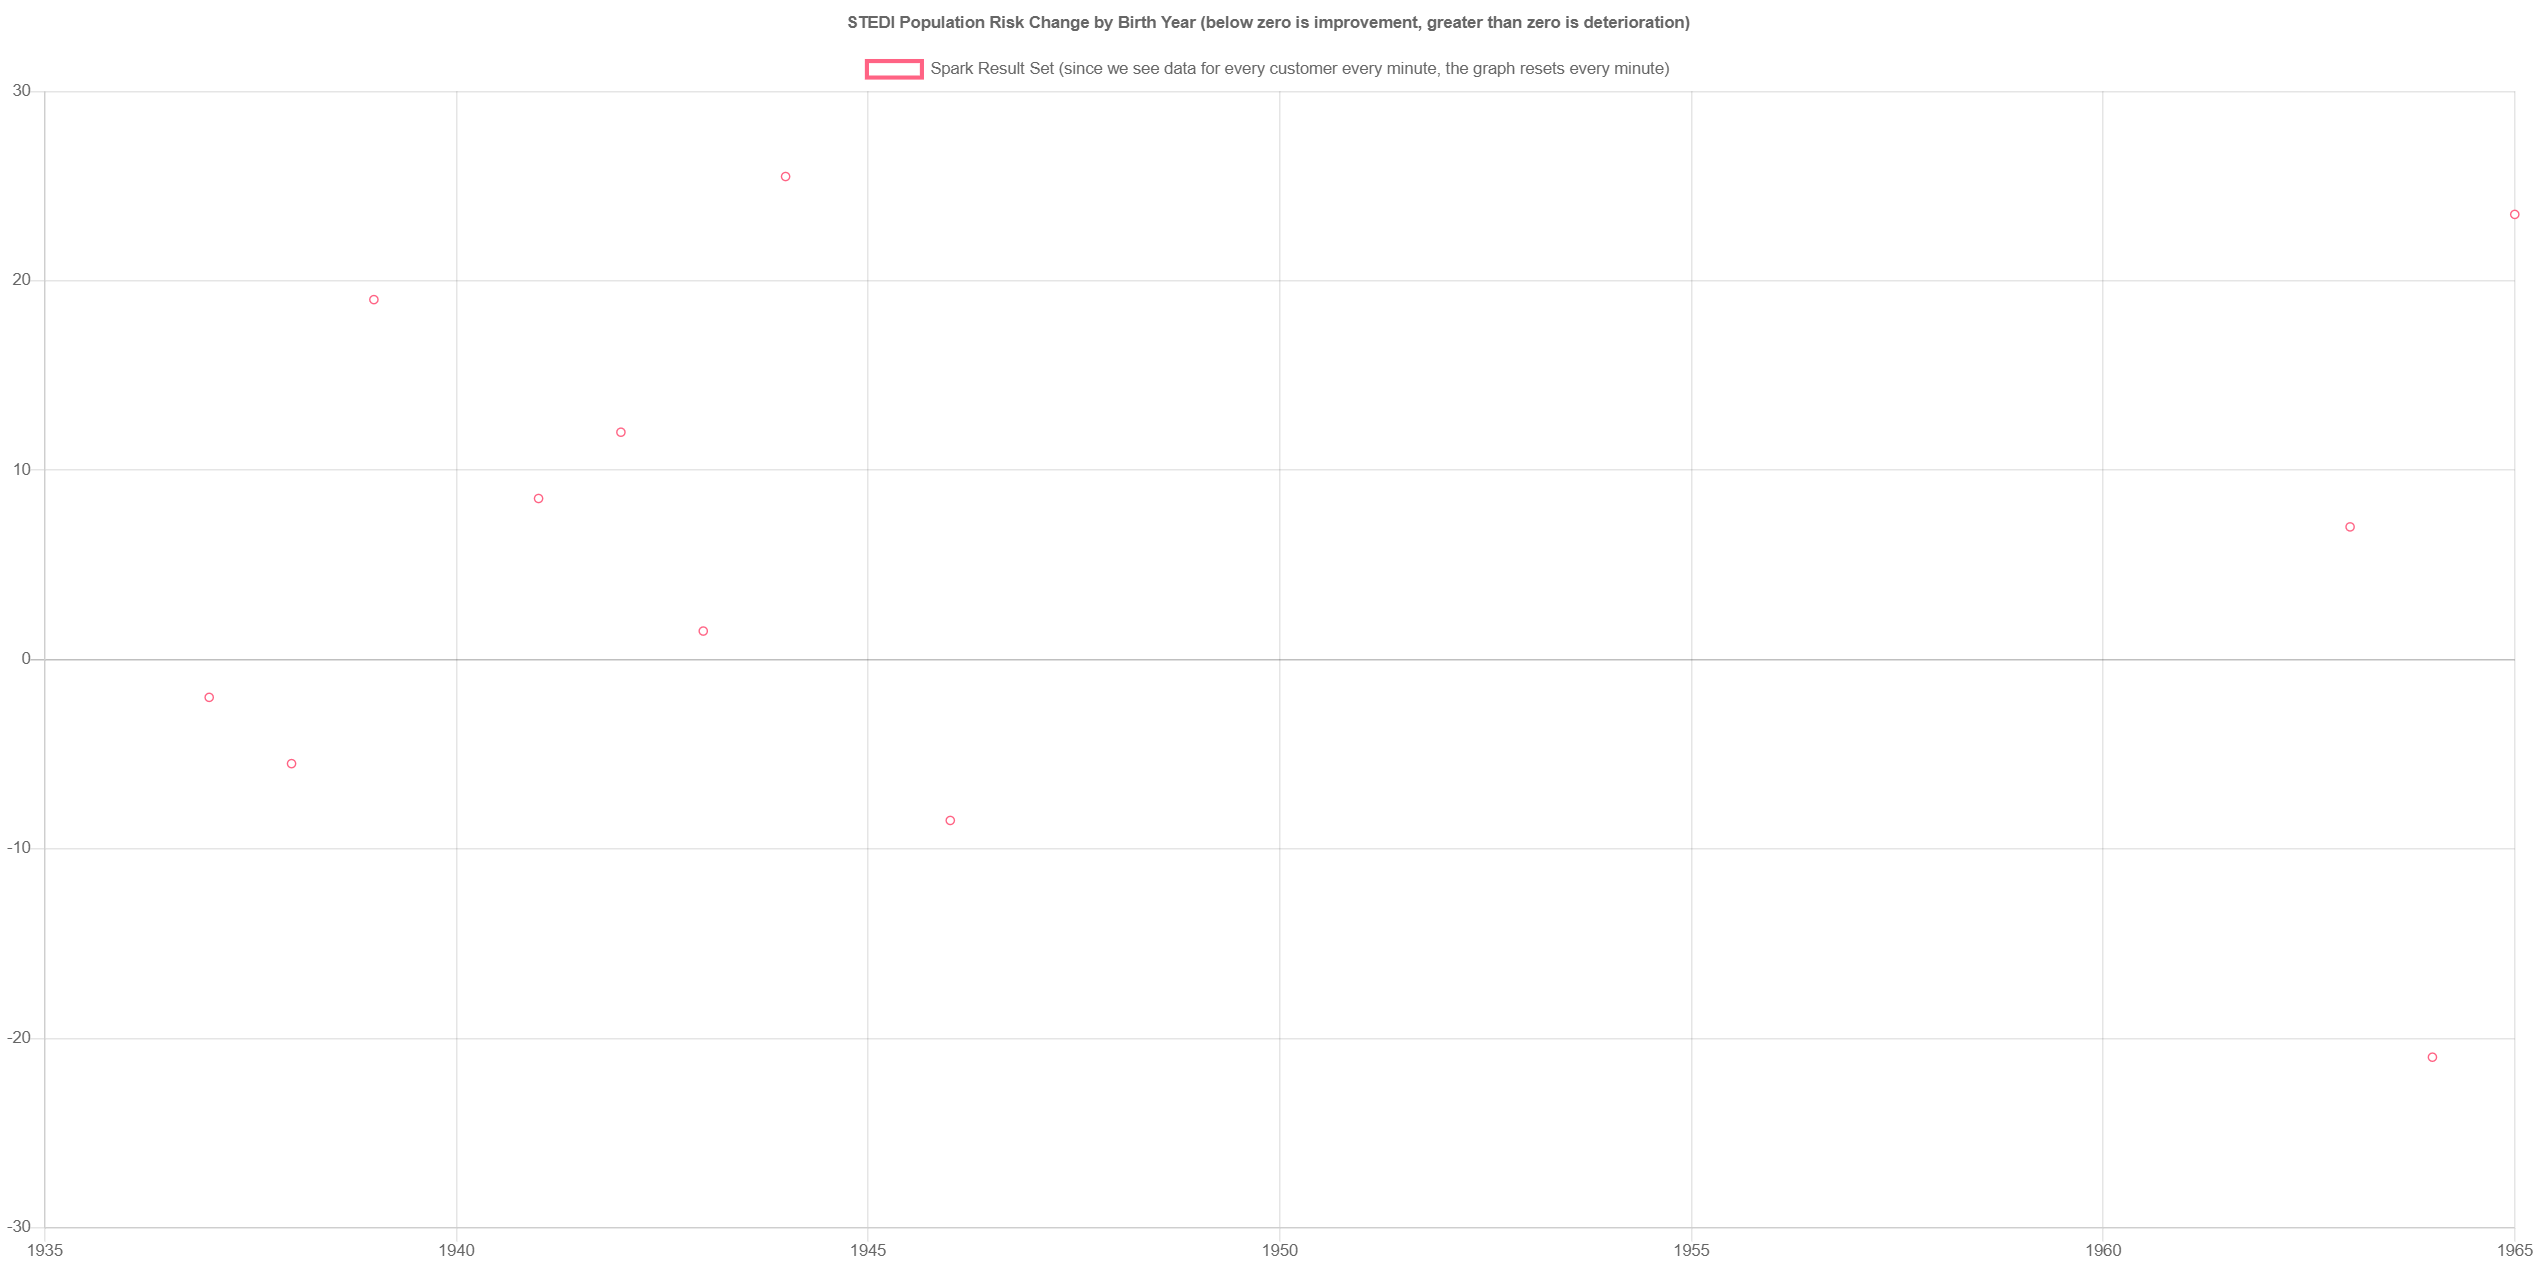 STEDI Population Risk Change by Birth Year (below zero is improvement, greater than zero is deterioration)
Spark Result Set (since we see data for every customer every minute, the graph resets every minute)
30
20
10
0
-10
-20
-30
1935 1940 1945 1950 1955 1960 1965